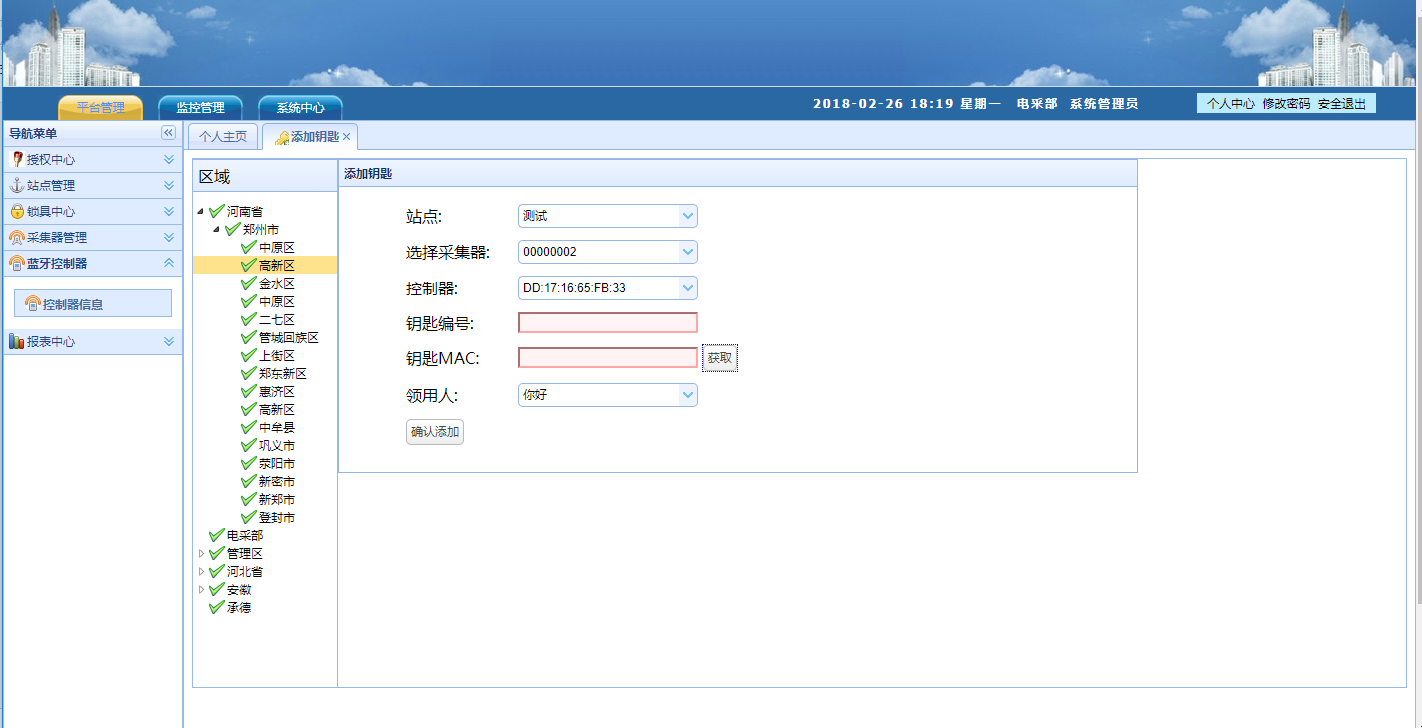 平台管理 监控管理 系统中心 2018-02-26 18:19 星期一 电采部 系统管理员 个人中心 修改密码 安全退出
导航菜单
授权中心
站点管理
锁具中心
采集器管理
蓝牙控制器
控制器信息
报表中心
个人主页 添加钥匙
区域
河南省
郑州市
中原区
高新区
金水区
中原区
二七区
管城回族区
上街区
郑东新区
惠济区
高新区
中牟县
巩义市
荥阳市
新密市
新郑市
登封市
电采部
管理区
河北省
安徽
承德
添加钥匙
站点: 测试
选择采集器: 00000002
控制器: DD:17:16:65:FB:33
钥匙编号:
钥匙MAC: 获取
领用人: 你好
确认添加